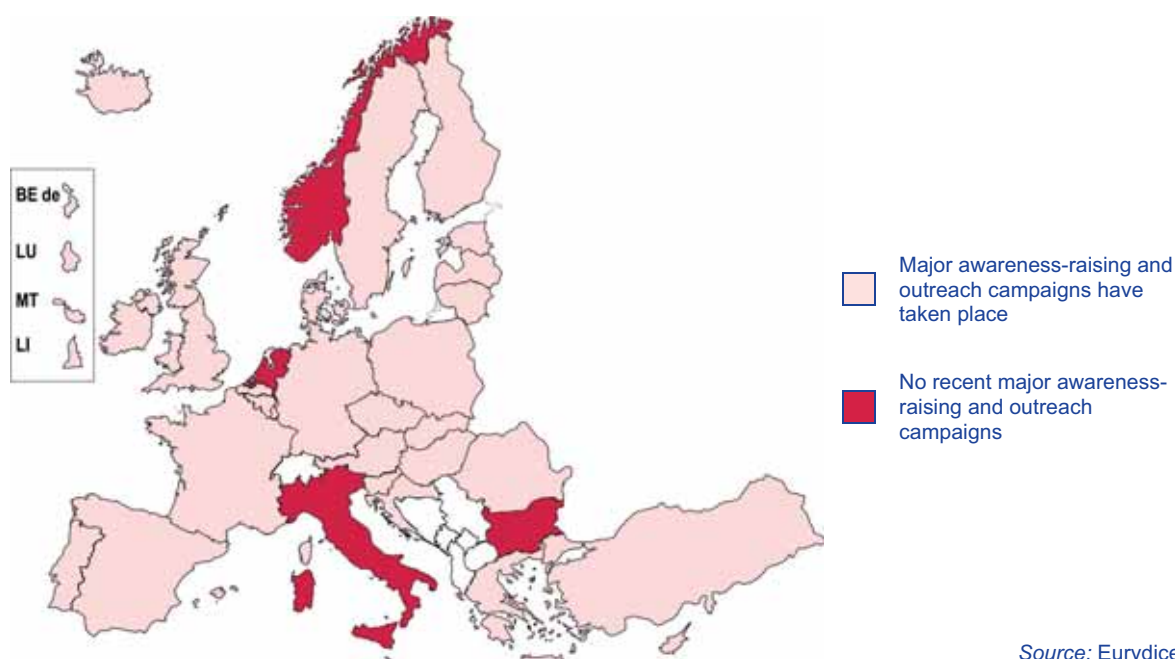 BE de
LU
MT
LI
Major awareness-raising and
outreach campaigns have
taken place
No recent major awareness-
raising and outreach
campaigns
Source: Eurydice